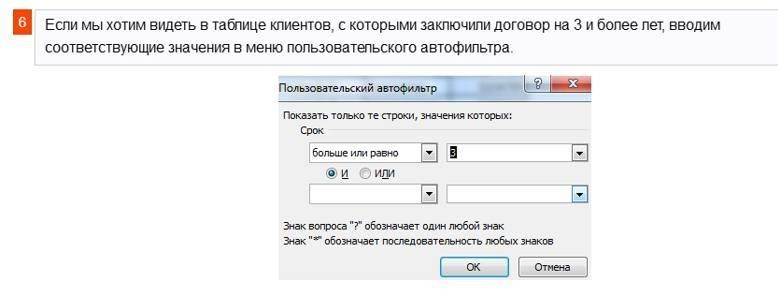 6
Если мы хотим видеть в таблице клиентов, с которыми заключили договор на 3 и более лет, вводим
соответствующие значения в меню пользовательского автофильтра.
Пользовательский автофильтр
Показать только те строки, значения которых:
Срок
больше или равно 3
И ИЛИ
Знак вопроса "?" обозначает один любой знак
Знак "*" обозначает последовательность любых знаков
ОК Отмена